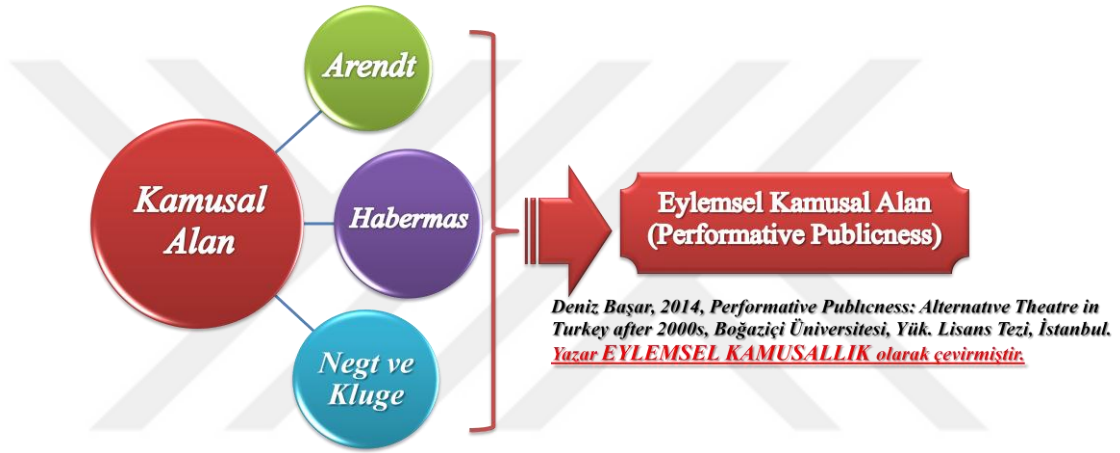 Arendt
Kamusal
Alan
Habermas
Negt ve
Kluge
Eylemsel Kamusal Alan
(Performative Publicness)
Deniz Başar, 2014, Performative Publıcness: Alternatıve Theatre in
Turkey after 2000s, Boğaziçi Üniversitesi, Yük. Lisans Tezi, İstanbul.
Yazar EYLEMSEL KAMUSALLIK olarak çevirmiştir.